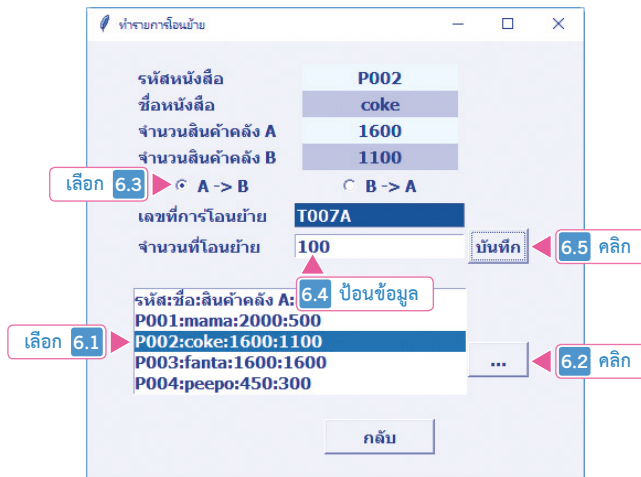 ทำรายการโอนย้าย
รหัสหนังสือ P002
ชื่อหนังสือ coke
จำนวนสินค้าคลัง A 1600
จำนวนสินค้าคลัง B 1100
เลือก 6.3 A -> B B -> A
เลขที่การโอนย้าย T007A
จำนวนที่โอนย้าย 100 บันทึก 6.5 คลิก
รหัส:ชื่อ:สินค้าคลัง A: 6.4 ป้อนข้อมูล
P001:mama:2000:500
เลือก 6.1 P002:coke:1600:1100
P003:fanta:1600:1600 ... 6.2 คลิก
P004:peepo:450:300
กลับ